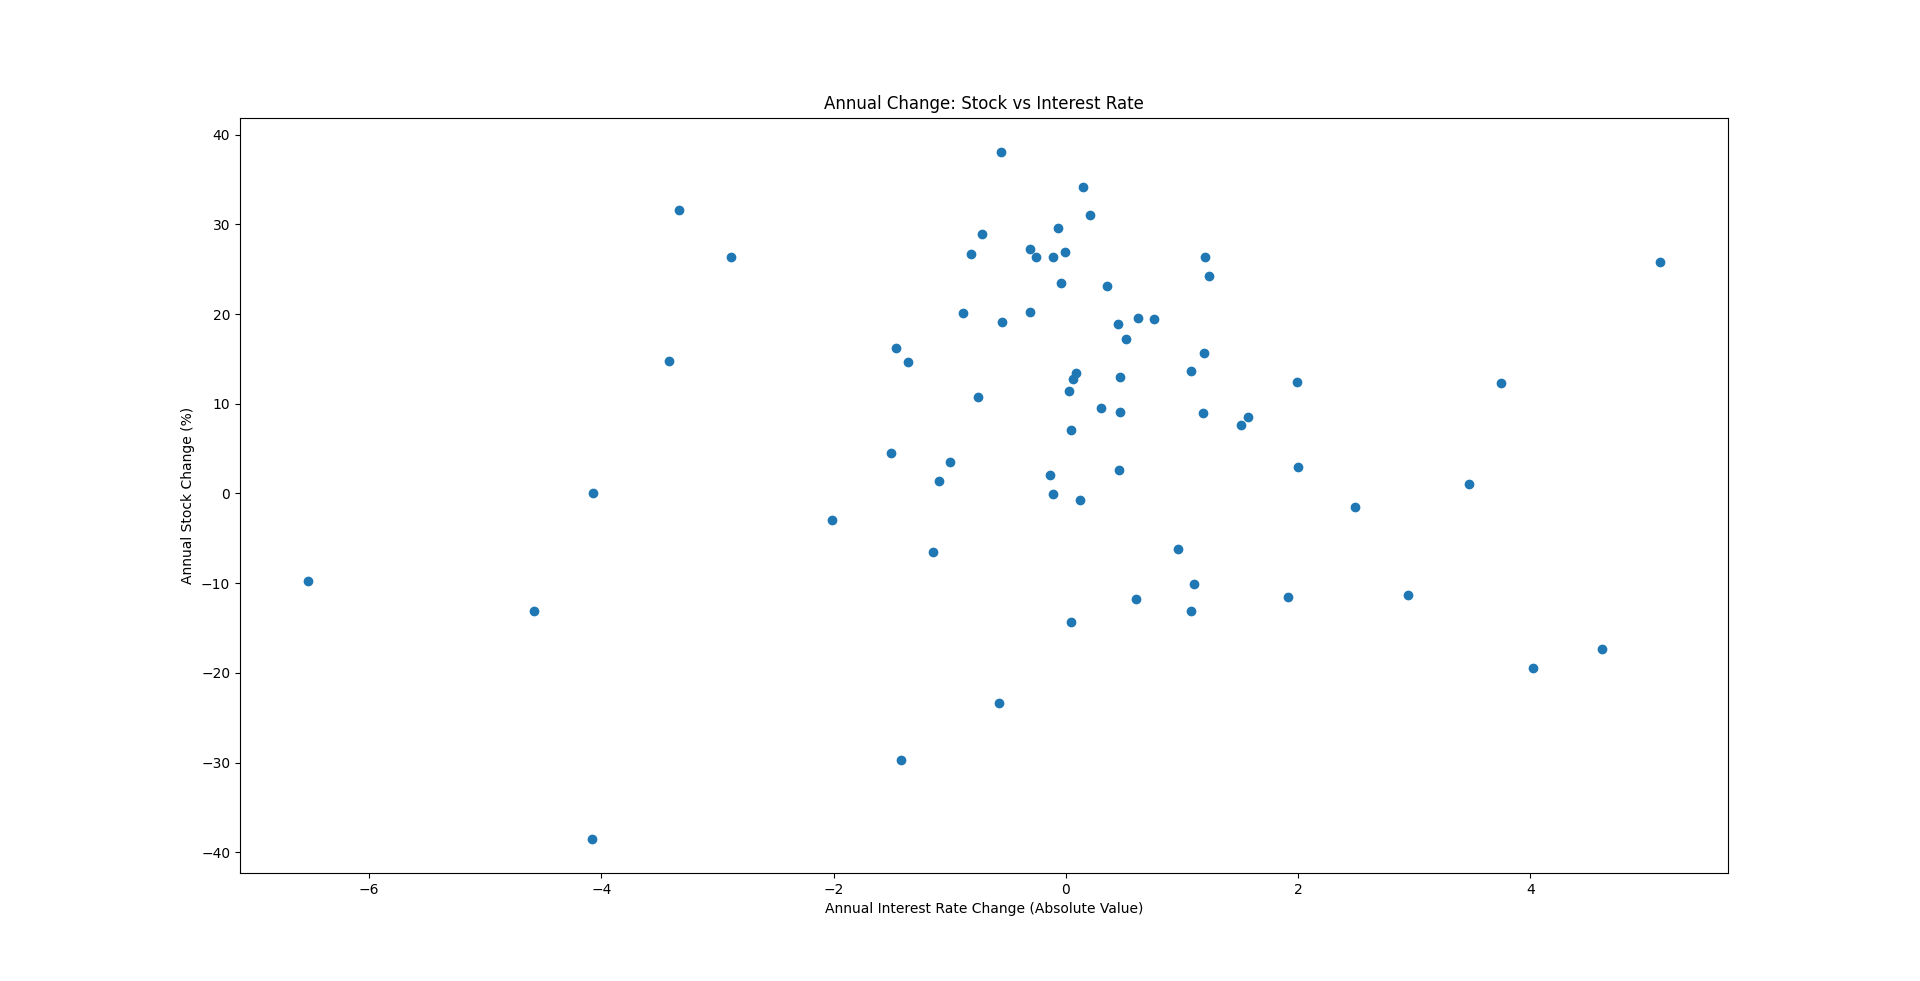 Annual Change: Stock vs Interest Rate
40
30
20
10
0
−10
−20
−30
−40
Annual Stock Change (%)
−6 −4 −2 0 2 4
Annual Interest Rate Change (Absolute Value)